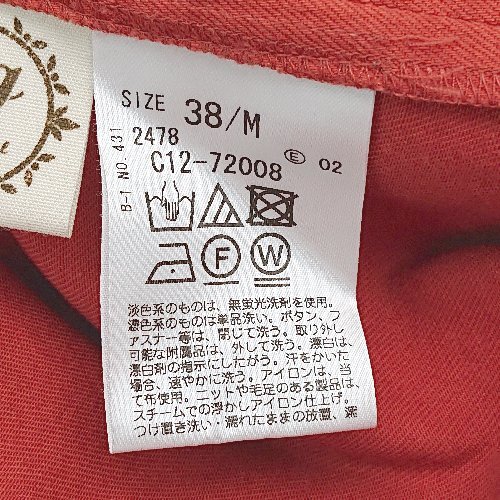 SIZE 38/M
2478
C12-72008 Ⓔ 02
B-1 NO. 431
F W
淡色系のものは、無蛍光洗剤を使用。
濃色系のものは単品洗い。ボタン、フ
ァスナー等は、閉じて洗う。取り外し
可能な附属品は、外して洗う。漂白は、
漂白剤の指示にしたがう。汗をかいた
場合、速やかに洗う。アイロンは、当
て布使用。ニットや毛足のある製品は、
スチームでの浮かしアイロン仕上げ。
つけ置き洗い・濡れたままの放置、濡